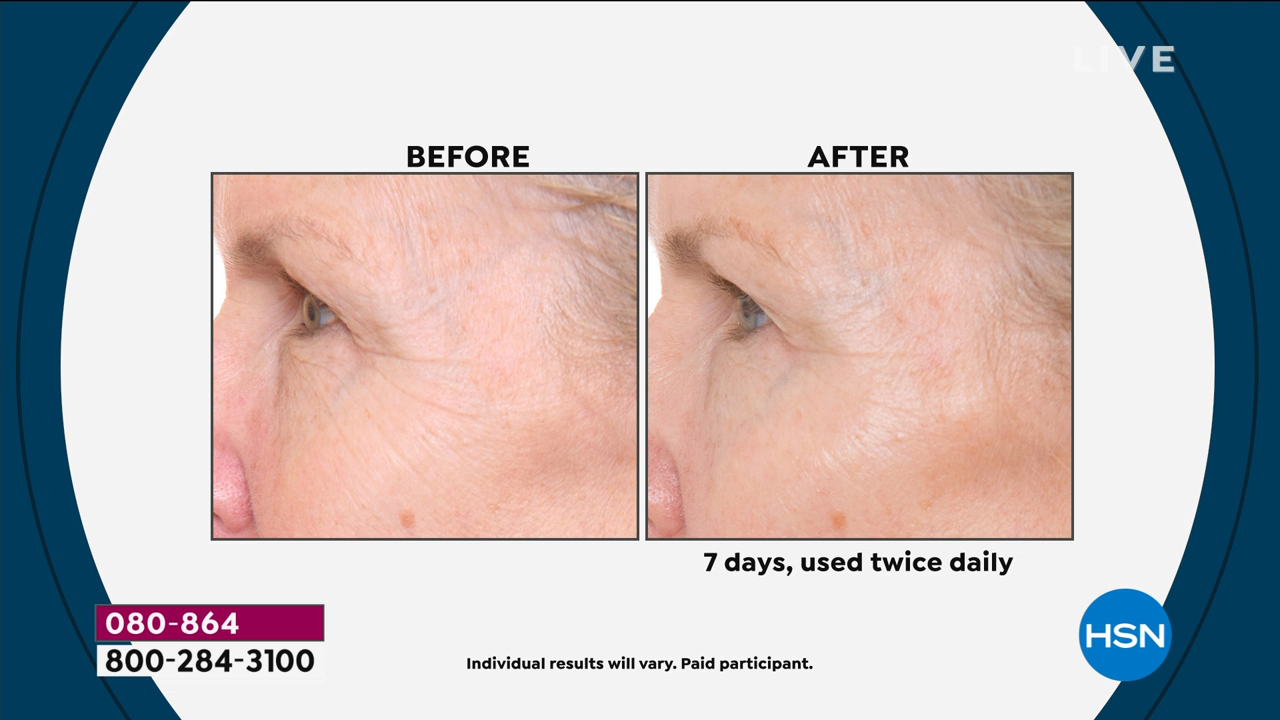 LIVE
BEFORE
AFTER
7 days, used twice daily
080-864
800-284-3100
Individual results will vary. Paid participant.
HSN